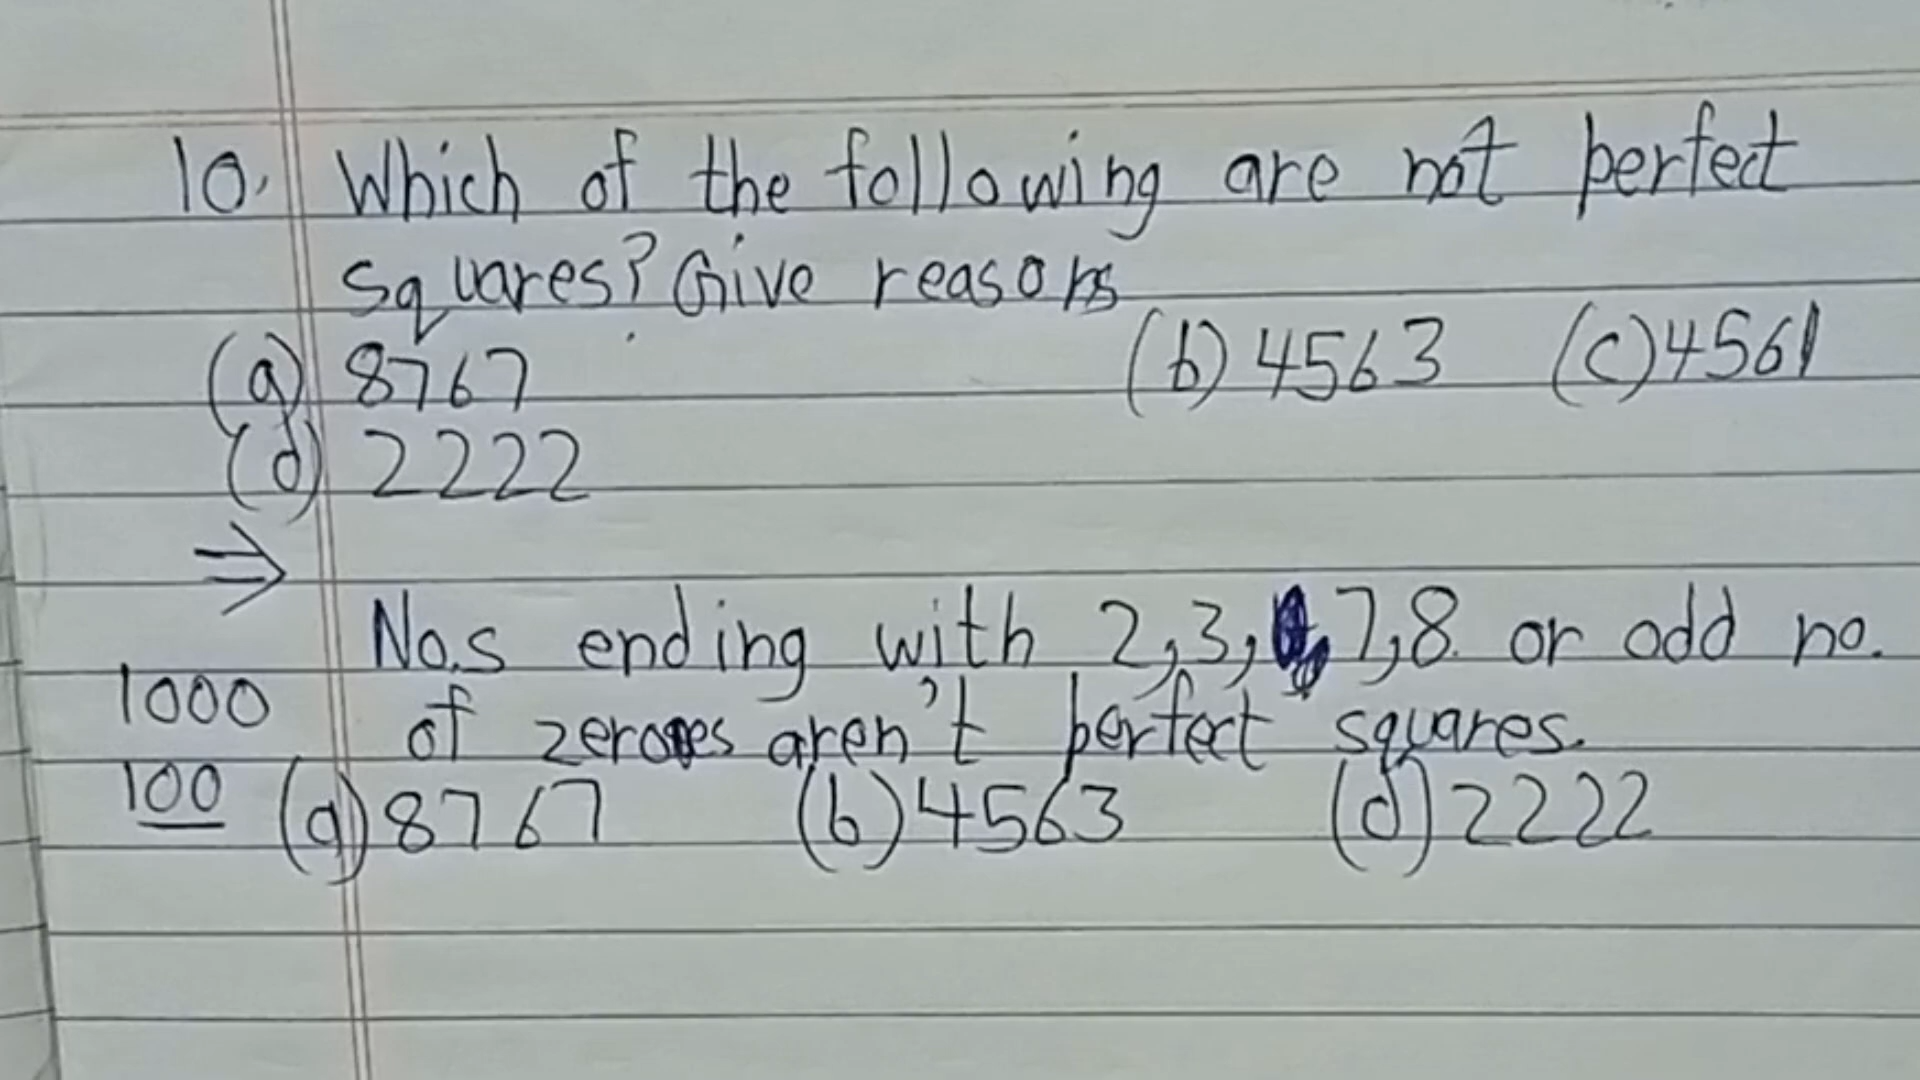 10. Which of the following are not perfect
squares? Give reasons
(a) 8767 (b) 4563 (c) 4561
(d) 2222
⇒
No.s ending with 2,3, 7,8 or odd no.
1000 of zeroes aren't perfect squares.
100 (a) 8767 (b) 4563 (d) 2222